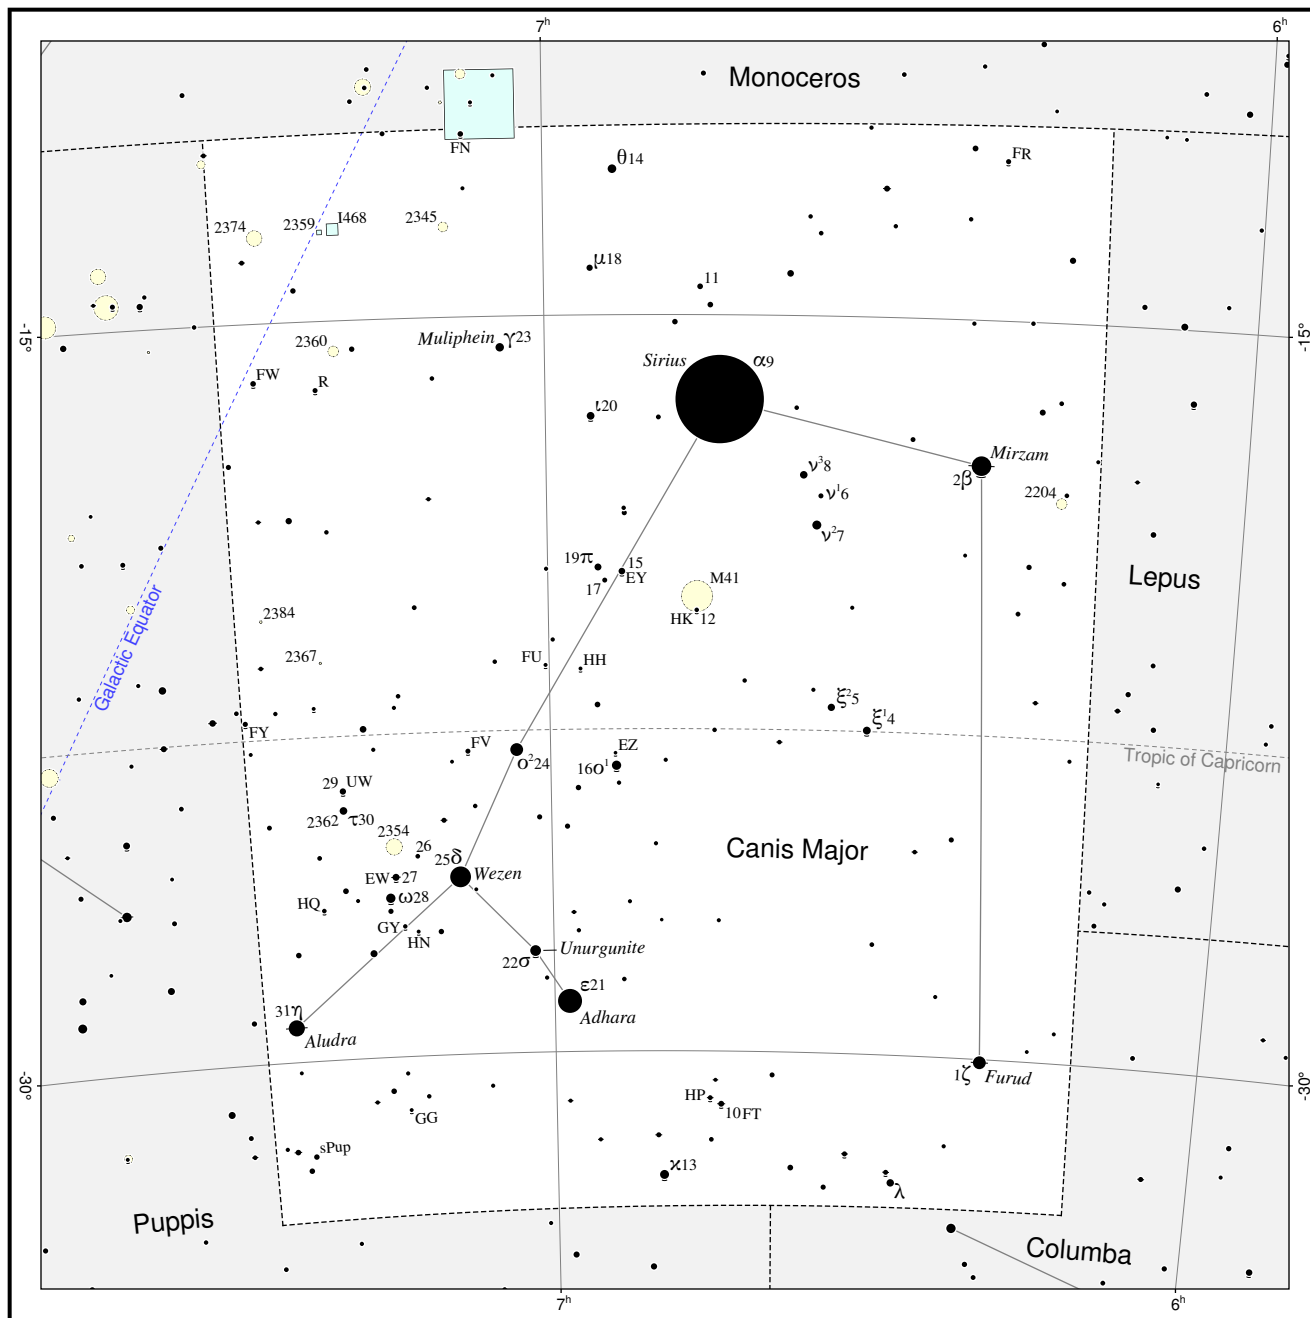 7h
6h
Monoceros
FN
θ14
FR
2374
2359
I468
2345
μ18
11
-15°
-15°
Muliphein
γ23
2360
Sirius
α9
FW
R
ι20
Mirzam
2β
ν³8
ν¹6
2204
ν²7
19π
15
EY
17
M41
Lepus
HK 12
Galactic Equator
2384
2367
FU
HH
ξ²5
ξ¹4
FY
FV
ο²24
EZ
16ο¹
Tropic of Capricorn
29 UW
2362 τ30
2354
26
25δ
Wezen
Canis Major
EW 27
ω28
HQ
GY
HN
Unurgunite
22σ
ε21
Adhara
31η
Aludra
1ζ
Furud
-30°
-30°
HP
10FT
GG
sPup
κ13
λ
Puppis
Columba
7h
6h